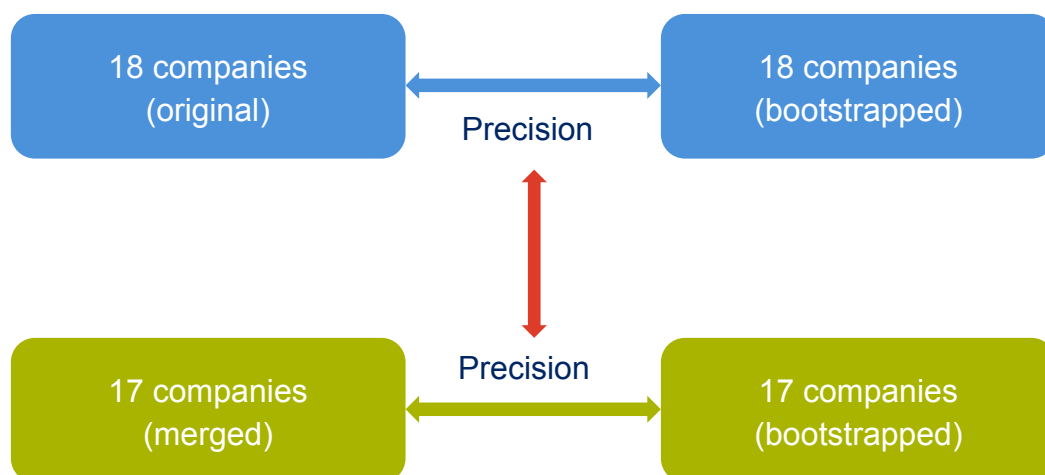 18 companies
(original)
18 companies
(bootstrapped)
Precision
Precision
17 companies
(merged)
17 companies
(bootstrapped)